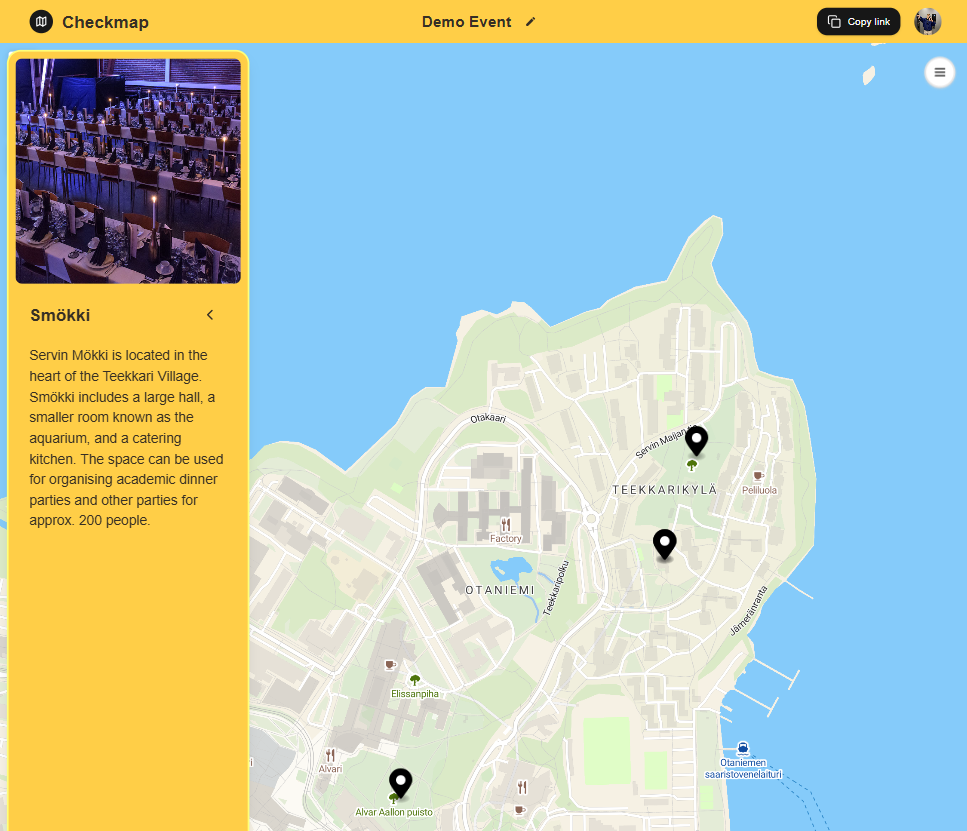 Checkmap
Demo Event
Copy link
Smökki
Servin Mökki is located in the
heart of the Teekkari Village.
Smökki includes a large hall, a
smaller room known as the
aquarium, and a catering
kitchen. The space can be used
for organising academic dinner
parties and other parties for
approx. 200 people.
Otakaari
Servin Maijan
TEEKKARIKYLÄ
Peliluola
Factory
OTANIEMI
Teekkaripolku
Jämeränranta
Elissanpiha
Alvari
Otaniemen
saaristovenelaituri
Alvar Aallon puisto